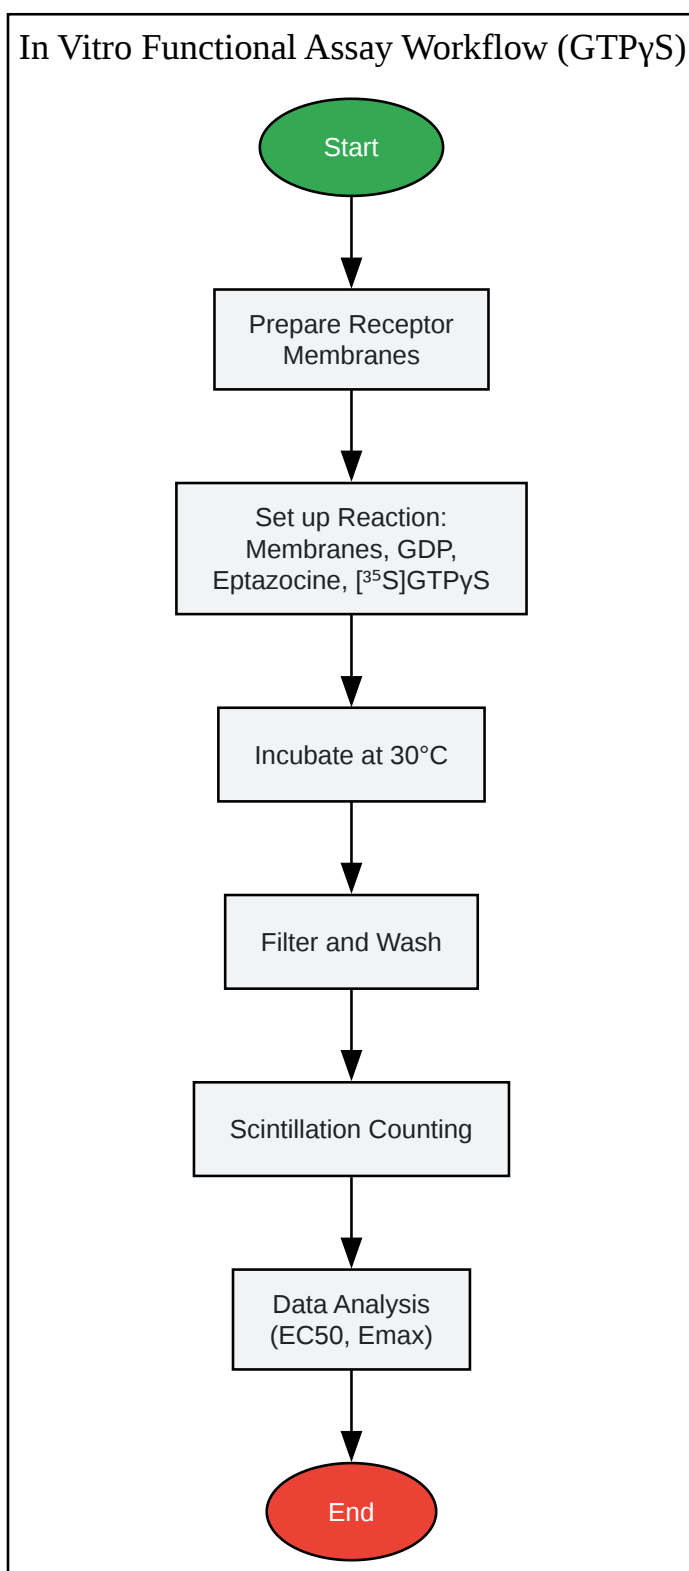 In Vitro Functional Assay Workflow (GTPγS)
Start
Prepare Receptor
Membranes
Set up Reaction:
Membranes, GDP,
Eptazocine, [³⁵S]GTPγS
Incubate at 30°C
Filter and Wash
Scintillation Counting
Data Analysis
(EC50, Emax)
End